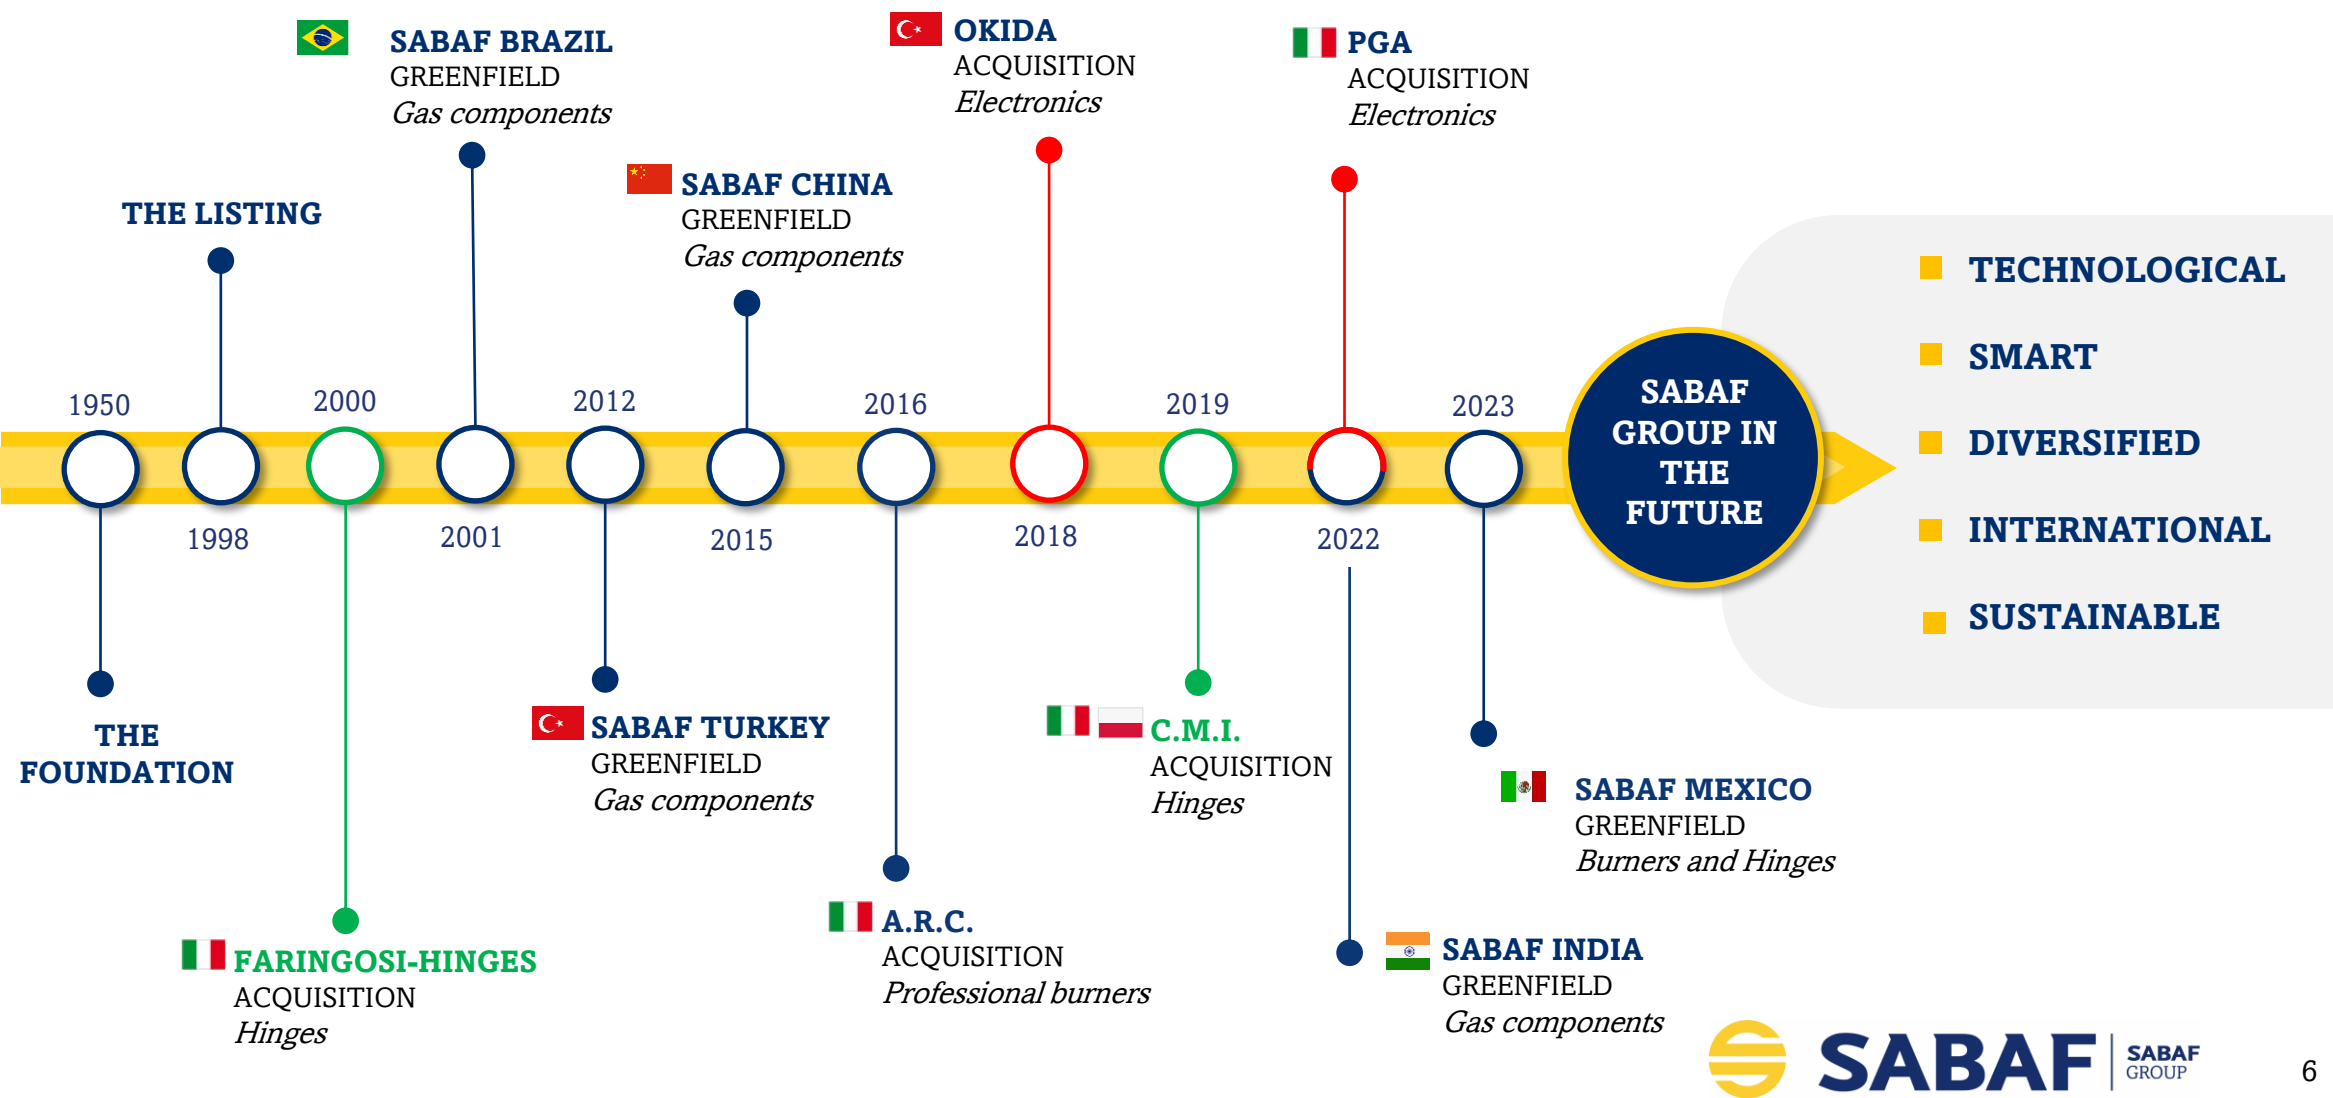 SABAF BRAZIL
GREENFIELD
Gas components
OKIDA
ACQUISITION
Electronics
PGA
ACQUISITION
Electronics
THE LISTING
SABAF CHINA
GREENFIELD
Gas components
1950
1998
2000
2001
2012
2015
2016
2018
2019
2022
2023
SABAF
GROUP IN
THE
FUTURE
TECHNOLOGICAL
SMART
DIVERSIFIED
INTERNATIONAL
SUSTAINABLE
THE
FOUNDATION
FARINGOSI-HINGES
ACQUISITION
Hinges
SABAF TURKEY
GREENFIELD
Gas components
A.R.C.
ACQUISITION
Professional burners
C.M.I.
ACQUISITION
Hinges
SABAF INDIA
GREENFIELD
Gas components
SABAF MEXICO
GREENFIELD
Burners and Hinges
SABAF
SABAF
GROUP
6